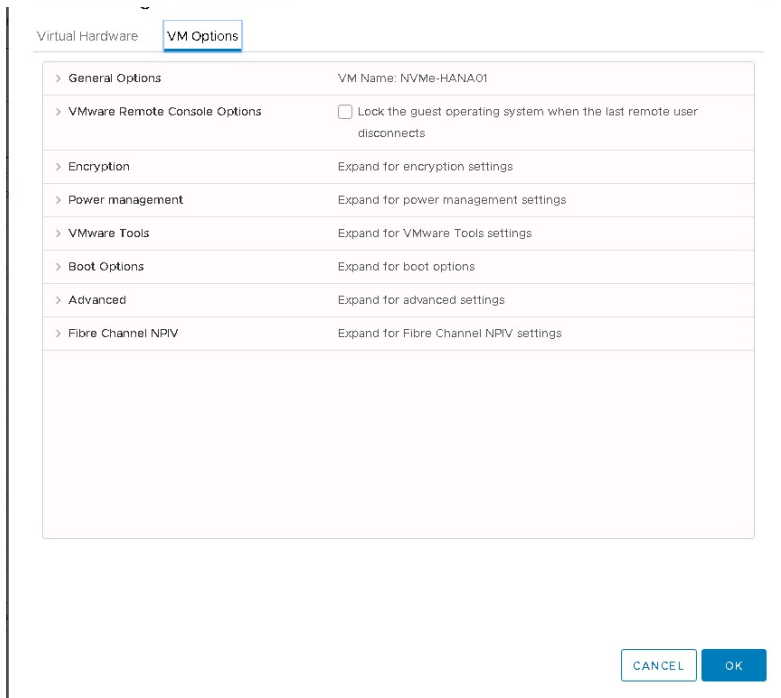 Virtual Hardware VM Options
General Options VM Name: NVMe-HANA01
VMware Remote Console Options Lock the guest operating system when the last remote user
disconnects
Encryption Expand for encryption settings
Power management Expand for power management settings
VMware Tools Expand for VMware Tools settings
Boot Options Expand for boot options
Advanced Expand for advanced settings
Fibre Channel NPIV Expand for Fibre Channel NPIV settings
CANCEL OK